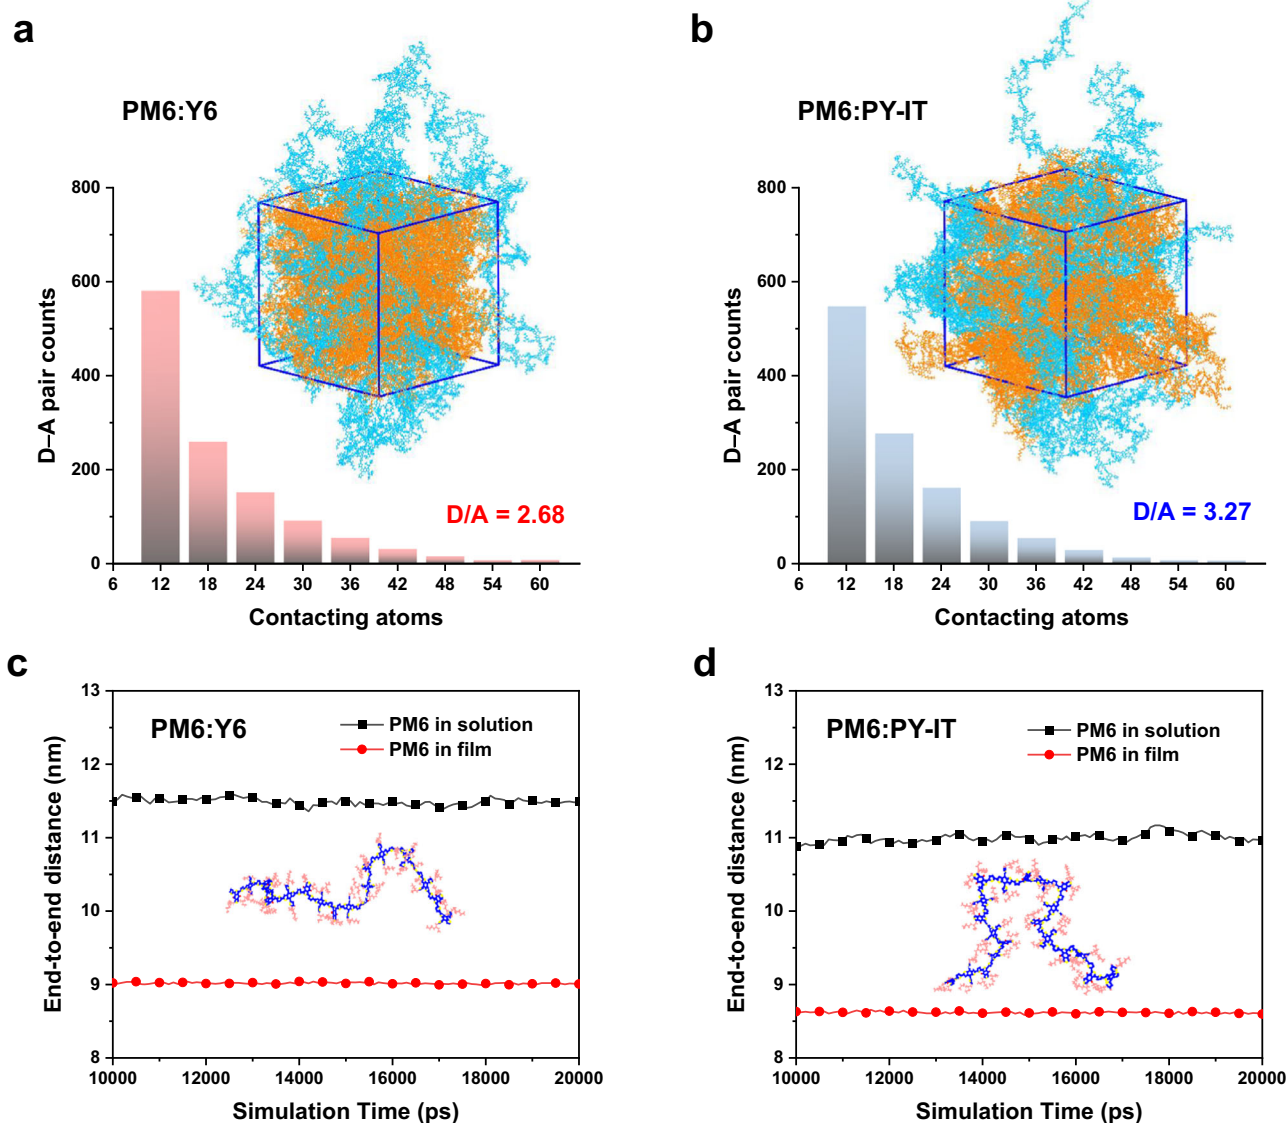 a
PM6:Y6
800
600
400
200
0
D–A pair counts
D/A = 2.68
6 12 18 24 30 36 42 48 54 60
Contacting atoms
b
PM6:PY-IT
800
600
400
200
0
D–A pair counts
D/A = 3.27
6 12 18 24 30 36 42 48 54 60
Contacting atoms
c
PM6:Y6
PM6 in solution
PM6 in film
13
12
11
10
9
8
End-to-end distance (nm)
10000 12000 14000 16000 18000 20000
Simulation Time (ps)
d
PM6:PY-IT
PM6 in solution
PM6 in film
13
12
11
10
9
8
End-to-end distance (nm)
10000 12000 14000 16000 18000 20000
Simulation Time (ps)